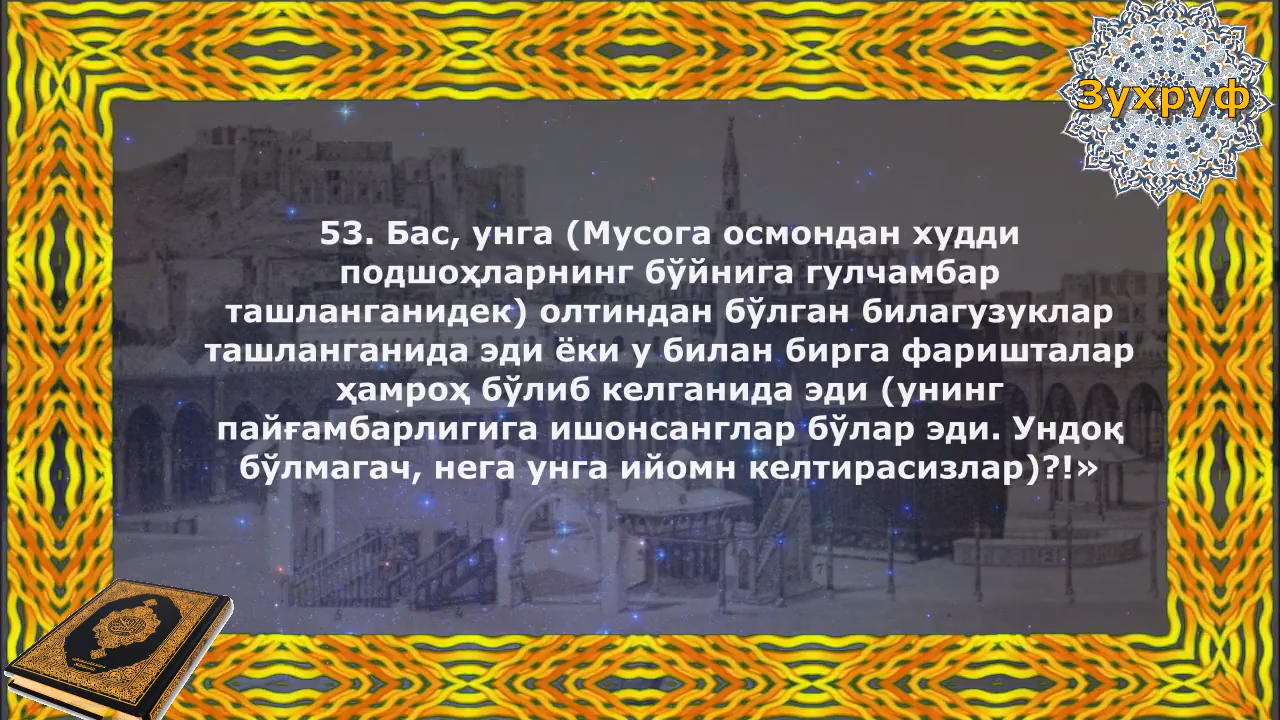 Зухруф
53. Бас, унга (Мусога осмондан худди
подшоҳларнинг бўйнига гулчамбар
ташланганидек) олтиндан бўлган билагузуклар
ташланганида эди ёки у билан бирга фаришталар
ҳамроҳ бўлиб келганида эди (унинг
пайғамбарлигига ишонсанглар бўлар эди. Ундоқ
бўлмагач, нега унга ийомн келтирасизлар)?!»